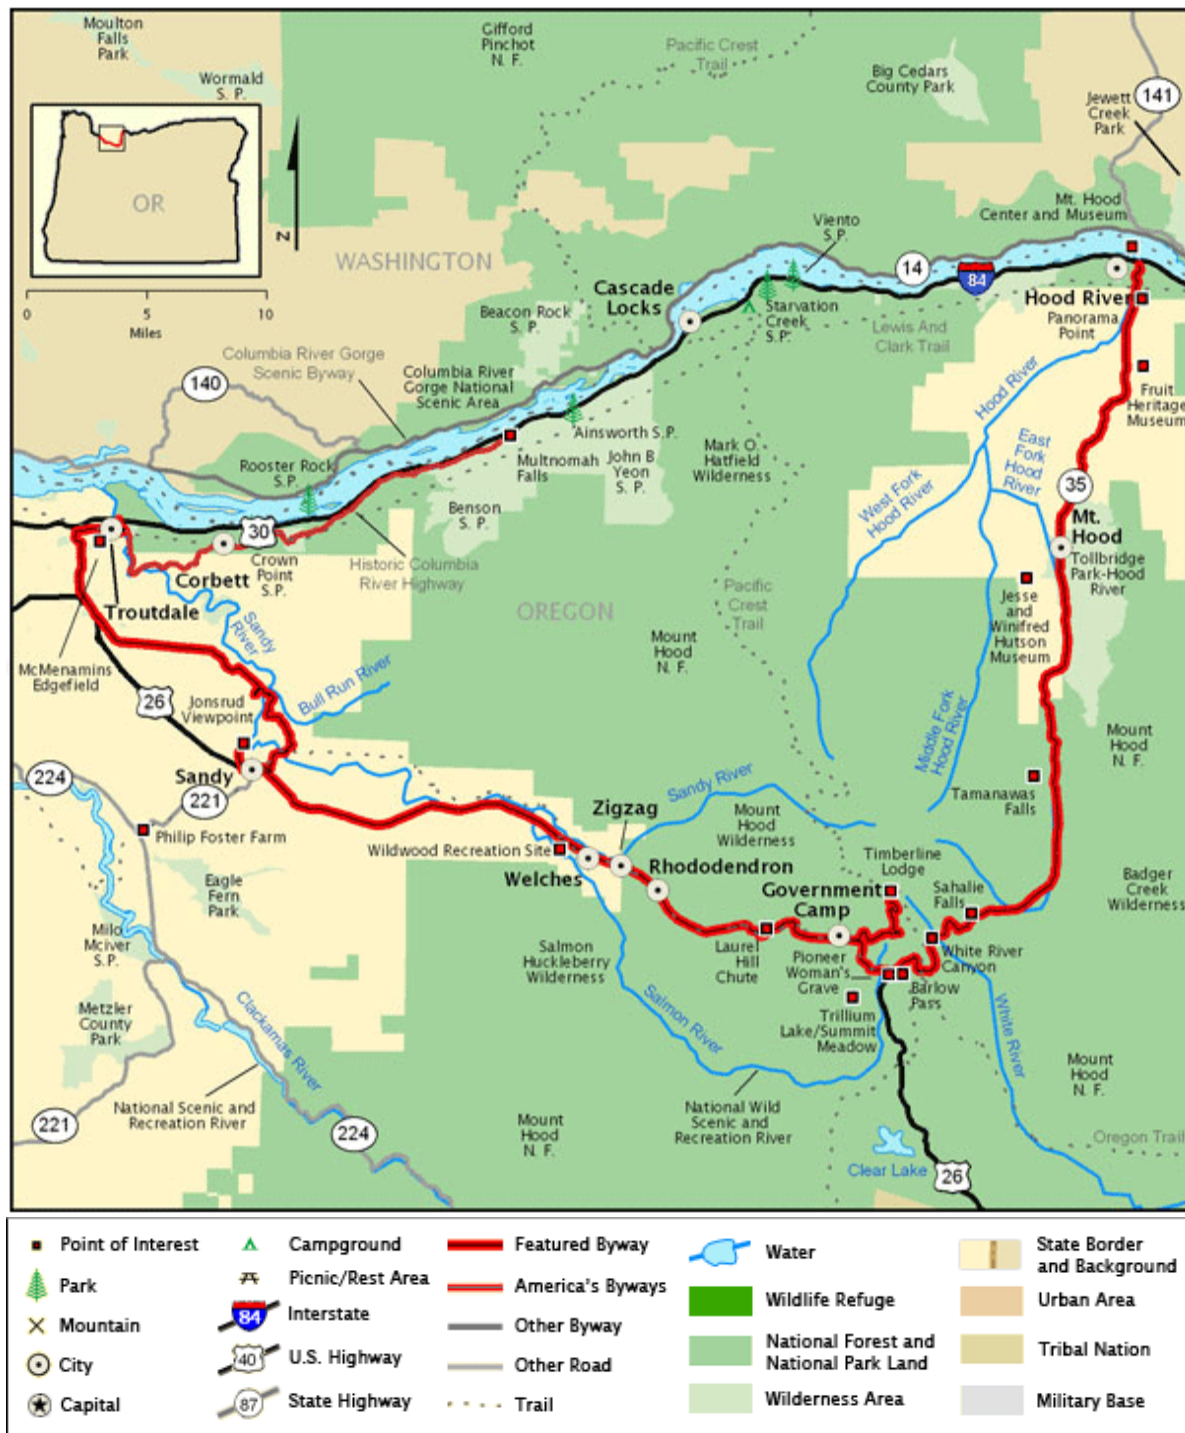 Moulton
Falls
Park
Gifford
Pinchot
N. F.
Pacific Crest
Trail
Big Cedars
County Park
141
Jewett
Creek
Park
Wormald
S. P.
OR
N
0
5
10
Miles
WASHINGTON
Mt. Hood
Center and Museum
Viento
S.P.
14
84
Cascade
Locks
Starvation
Creek
S.P.
Hood River
Panorama
Point
Beacon Rock
S. P.
Lewis And
Clark Trail
Columbia River Gorge
Scenic Byway
140
Columbia River
Gorge National
Scenic Area
Hood River
Fruit
Heritage
Museum
Ainsworth S.P.
Multnomah
Falls
John B
Yeon
S. P.
Mark O.
Hatfield
Wilderness
East
Fork
Hood
River
West Fork
Hood River
35
Rooster Rock
S.P.
Benson
S. P.
30
Mt.
Hood
Tollbridge
Park-Hood
River
Crown
Point
S.P.
Historic Columbia
River Highway
Corbett
Troutdale
OREGON
Pacific
Crest
Trail
Jesse
and
Winifred
Hutson
Museum
Sandy
River
Mount
Hood
N. F.
McMenamins
Edgefield
Bull Run River
26
Jonsrud
Viewpoint
Middle Fork
Hood River
Mount
Hood
N. F.
224
Sandy
221
Philip Foster Farm
Sandy River
Tamanawas
Falls
Zigzag
Mount
Hood
Wilderness
Wildwood Recreation Site
Welches
Rhododendron
Timberline
Lodge
Government
Camp
Sahalie
Falls
Badger
Creek
Wilderness
Eagle
Fern
Park
Milo
Mciver
S.P.
Salmon
Huckleberry
Wilderness
Laurel
Hill
Chute
Pioneer
Woman's
Grave
White River
Canyon
Barlow
Pass
Trillium
Lake/Summit
Meadow
Metzler
County
Park
Clackamas River
Salmon River
White River
National Scenic and
Recreation River
221
224
Mount
Hood
N. F.
National Wild
Scenic and
Recreation River
Mount
Hood
N. F.
Oregon Trail
Clear Lake
26
Point of Interest
Park
Mountain
City
Capital
Campground
Picnic/Rest Area
84
Interstate
40
U.S. Highway
87
State Highway
Featured Byway
America's Byways
Other Byway
Other Road
Trail
Water
Wildlife Refuge
National Forest and
National Park Land
Wilderness Area
State Border
and Background
Urban Area
Tribal Nation
Military Base